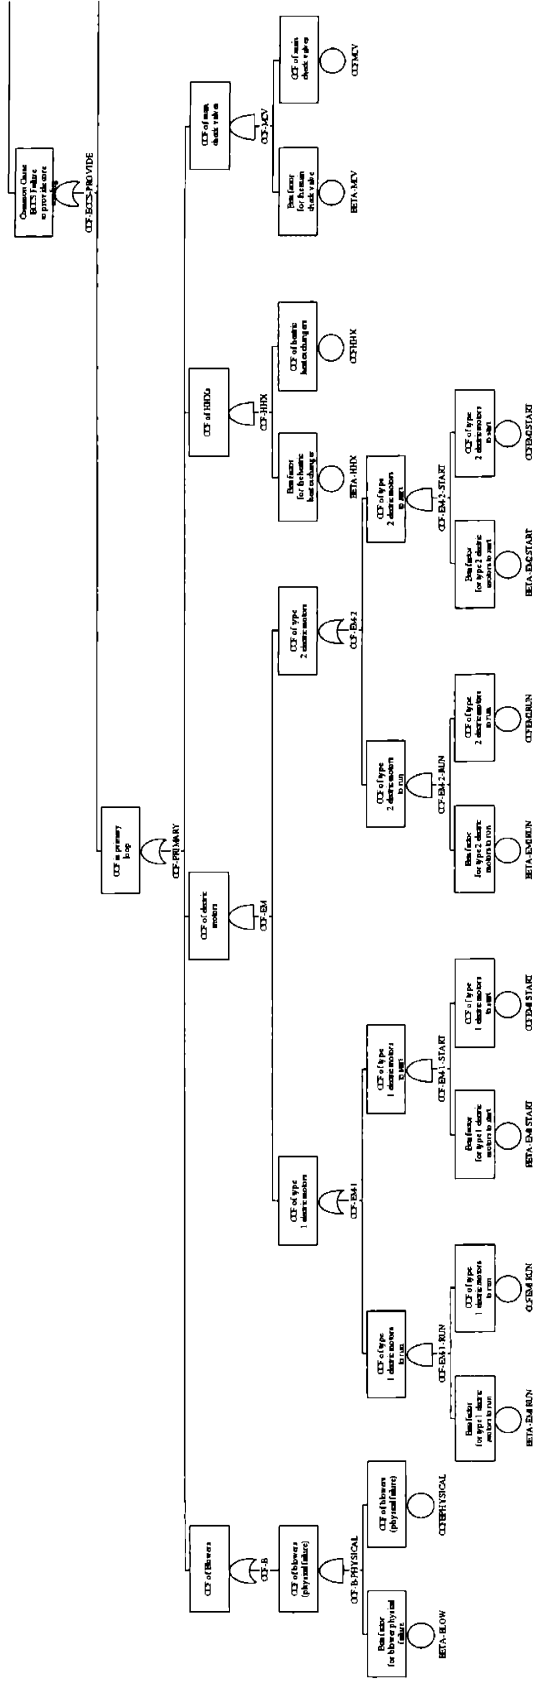 Common Cause
ECCS Failure
to provide core
CCF-ECCS-PROVIDE
CCF in primary
loop
CCF-PRIMARY
CCF of Blowers
CCF-B
CCF of electric
motors
CCF-EM
CCF of HHXs
CCF-HHX
CCF of main
check valves
CCF-MCV
CCF of blowers
(physical failure)
CCF-B-PHYSICAL
CCF of type
1 electric motors
CCF-EM-1
CCF of type
2 electric motors
CCF-EM-2
Beta factor
for the heatric
heat exchanger
BETA-HHX
CCF of heatric
heat exchangers
CCFHHX
Beta factor
for the main
check valve
BETA-MCV
CCF of main
check valves
CCFMCV
Beta factor
for blower physical
failure
BETA-BLOW
CCF of blowers
(physical failure)
CCFBPHYSICAL
CCF of type
1 electric motors
to run
CCF-EM-1-RUN
CCF of type
1 electric motors
to start
CCF-EM-1-START
CCF of type
2 electric motors
to run
CCF-EM-2-RUN
CCF of type
2 electric motors
to start
CCF-EM-2-START
Beta factor
for type 1 electric
motors to run
BETA-EM1RUN
CCF of type
1 electric motors
to run
CCFEM1RUN
Beta factor
for type 1 electric
motors to start
BETA-EM1START
CCF of type
1 electric motors
to start
CCFEM1START
Beta factor
for type 2 electric
motors to run
BETA-EM2RUN
CCF of type
2 electric motors
to run
CCFEM2RUN
Beta factor
for type 2 electric
motors to start
BETA-EM2START
CCF of type
2 electric motors
to start
CCFEM2START